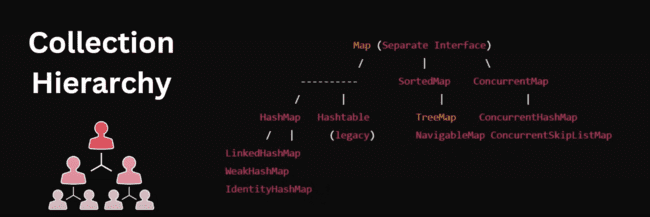 Collection
Hierarchy
Map (Separate Interface)
/ | \
---------- SortedMap ConcurrentMap
/ | | |
HashMap Hashtable TreeMap ConcurrentHashMap
/ | (legacy) NavigableMap ConcurrentSkipListMap
LinkedHashMap
WeakHashMap
IdentityHashMap